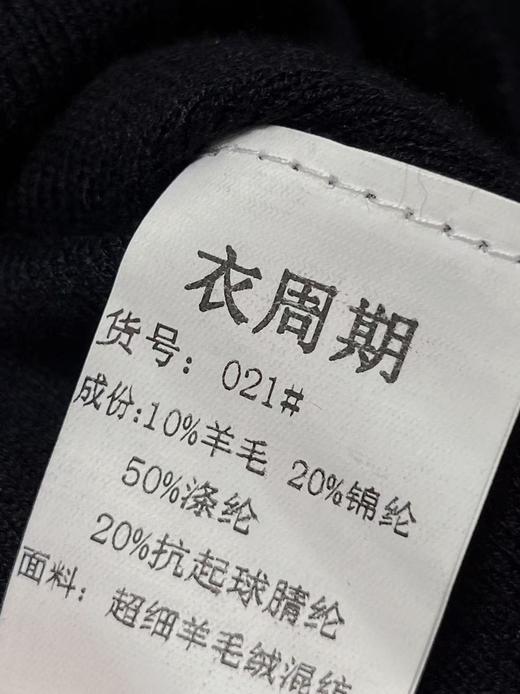 衣周期
货号：021#
成份:10%羊毛 20%锦纶
50%涤纶
20%抗起球腈纶
面料：超细羊毛绒混纺